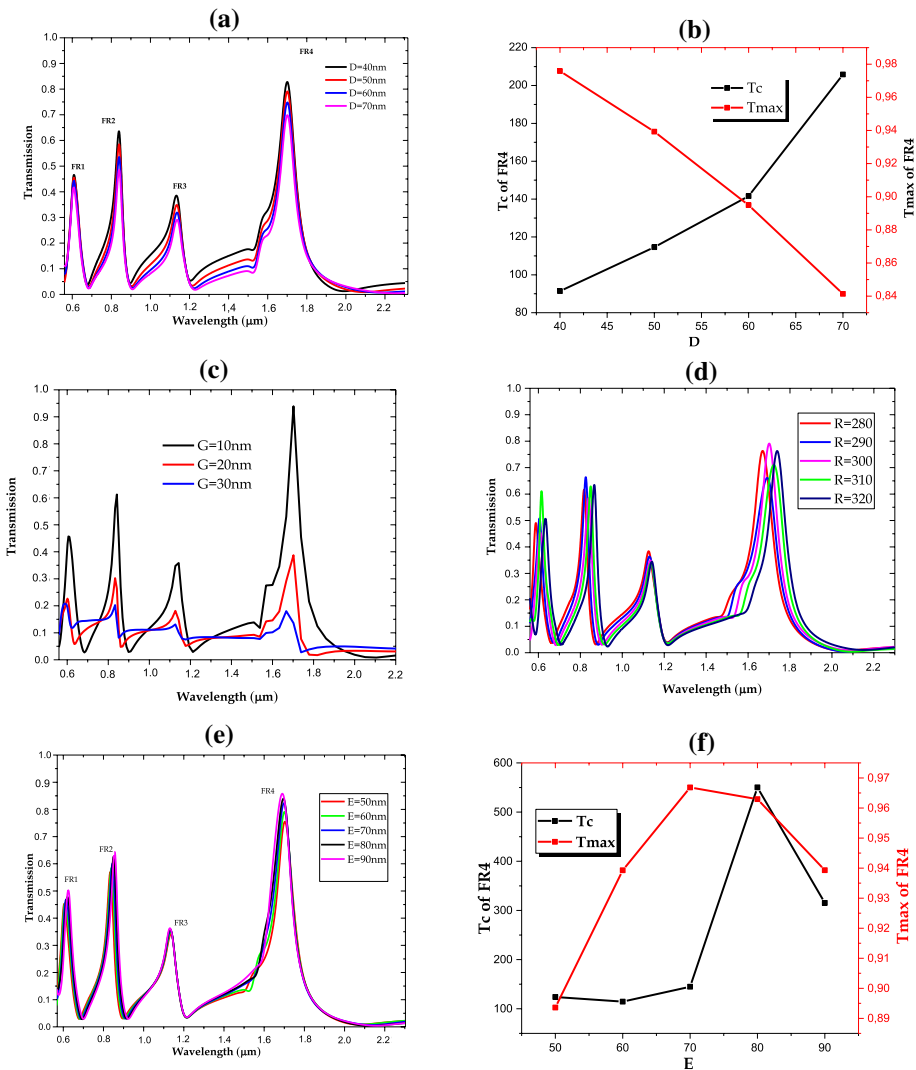 (a)
1.0
0.9
0.8
0.7
0.6
0.5
0.4
0.3
0.2
0.1
0.0
Transmission
FR1
FR2
FR3
FR4
D=40nm
D=50nm
D=60nm
D=70nm
0.6 0.8 1.0 1.2 1.4 1.6 1.8 2.0 2.2
Wavelength (μm)
(b)
220
200
180
160
140
120
100
80
Tc of FR4
Tc
Tmax
0,98
0,96
0,94
0,92
0,90
0,88
0,86
0,84
Tmax of FR4
40 45 50 55 60 65 70
D
(c)
1.0
0.9
0.8
0.7
0.6
0.5
0.4
0.3
0.2
0.1
0.0
Transmission
G=10nm
G=20nm
G=30nm
0.6 0.8 1.0 1.2 1.4 1.6 1.8 2.0 2.2
Wavelength (μm)
(d)
1.0
0.9
0.8
0.7
0.6
0.5
0.4
0.3
0.2
0.1
0.0
Transmission
R=280
R=290
R=300
R=310
R=320
0.6 0.8 1.0 1.2 1.4 1.6 1.8 2.0 2.2
Wavelength (μm)
(e)
1.0
0.9
0.8
0.7
0.6
0.5
0.4
0.3
0.2
0.1
0.0
Transmission
FR1
FR2
FR3
FR4
E=50nm
E=60nm
E=70nm
E=80nm
E=90nm
0.6 0.8 1.0 1.2 1.4 1.6 1.8 2.0 2.2
Wavelength (μm)
(f)
600
550
500
450
400
350
300
250
200
150
100
50
Tc of FR4
Tc
Tmax
0,97
0,96
0,95
0,94
0,93
0,92
0,91
0,90
0,89
Tmax of FR4
50 60 70 80 90
E